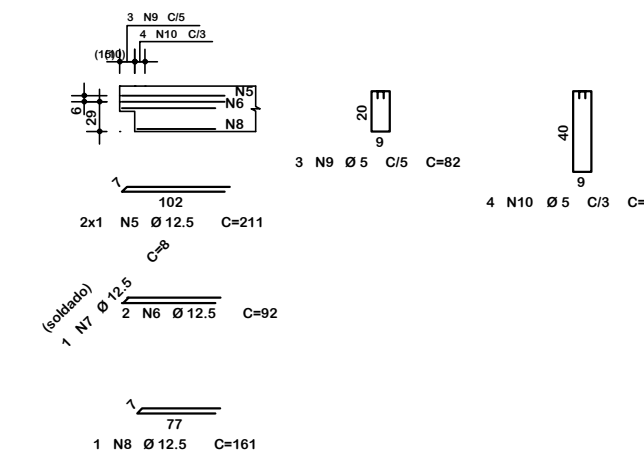 3 N9 C/5
4 N10 C/3
N5
N6
N8
6
29
20
9
3 N9 Ø 5 C/5 C=82
40
9
4 N10 Ø 5 C/3 C=
7
102
2x1 N5 Ø 12.5 C=211
C=8
(soldado)
1 N7 Ø 12.5
2 N6 Ø 12.5 C=92
7
77
1 N8 Ø 12.5 C=161